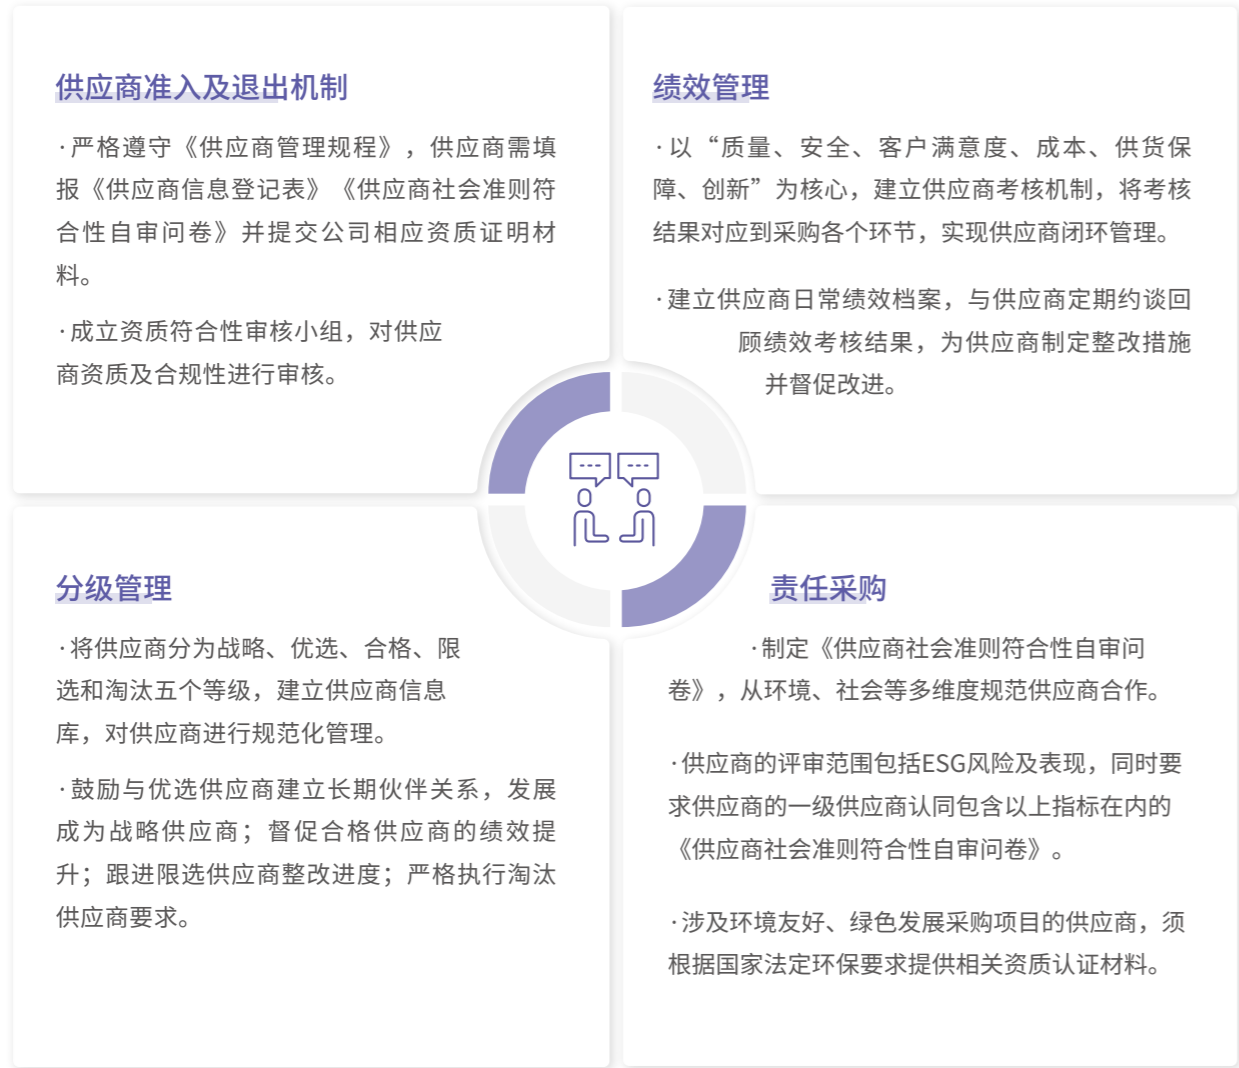 供应商准入及退出机制
·严格遵守《供应商管理规程》，供应商需填
报《供应商信息登记表》《供应商社会准则符
合性自审问卷》并提交公司相应资质证明材
料。
·成立资质符合性审核小组，对供应
商资质及合规性进行审核。
绩效管理
·以“质量、安全、客户满意度、成本、供货保
障、创新”为核心，建立供应商考核机制，将考核
结果对应到采购各个环节，实现供应商闭环管理。
·建立供应商日常绩效档案，与供应商定期约谈回
顾绩效考核结果，为供应商制定整改措施
并督促改进。
分级管理
·将供应商分为战略、优选、合格、限
选和淘汰五个等级，建立供应商信息
库，对供应商进行规范化管理。
·鼓励与优选供应商建立长期伙伴关系，发展
成为战略供应商；督促合格供应商的绩效提
升；跟进限选供应商整改进度；严格执行淘汰
供应商要求。
责任采购
·制定《供应商社会准则符合性自审问
卷》，从环境、社会等多维度规范供应商合作。
·供应商的评审范围包括ESG风险及表现，同时要
求供应商的一级供应商认同包含以上指标在内的
《供应商社会准则符合性自审问卷》。
·涉及环境友好、绿色发展采购项目的供应商，须
根据国家法定环保要求提供相关资质认证材料。